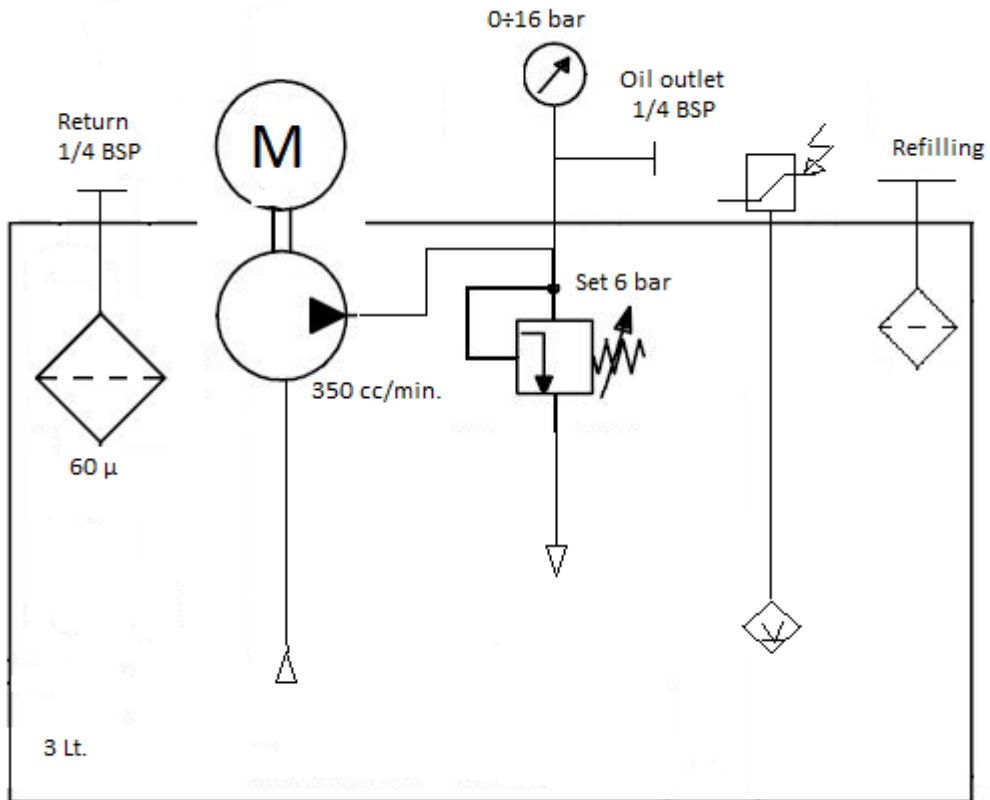 0÷16 bar
Oil outlet
1/4 BSP
Return
1/4 BSP
M
Refilling
Set 6 bar
350 cc/min.
60 µ
3 Lt.